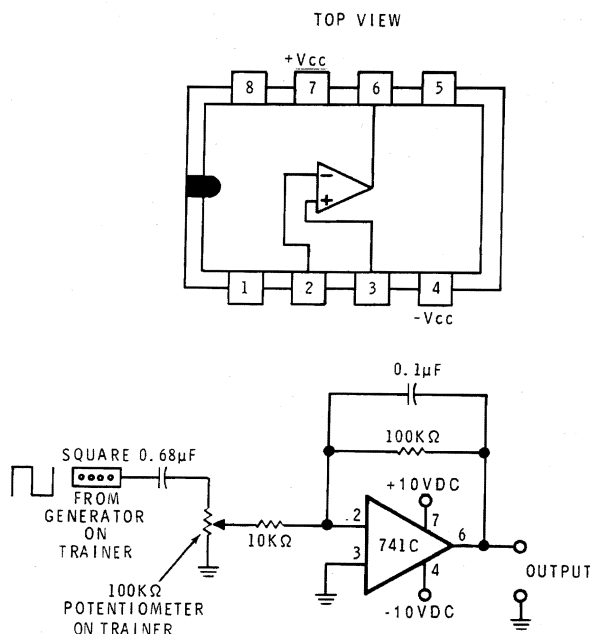 TOP VIEW
+Vcc
8 7 6 5
-
+
1 2 3 4
-Vcc
0.1µF
100KΩ
SQUARE 0.68µF
FROM
GENERATOR
ON
TRAINER
+10VDC
2
7
6
10KΩ
741C
3
4
OUTPUT
-10VDC
100KΩ
POTENTIOMETER
ON TRAINER